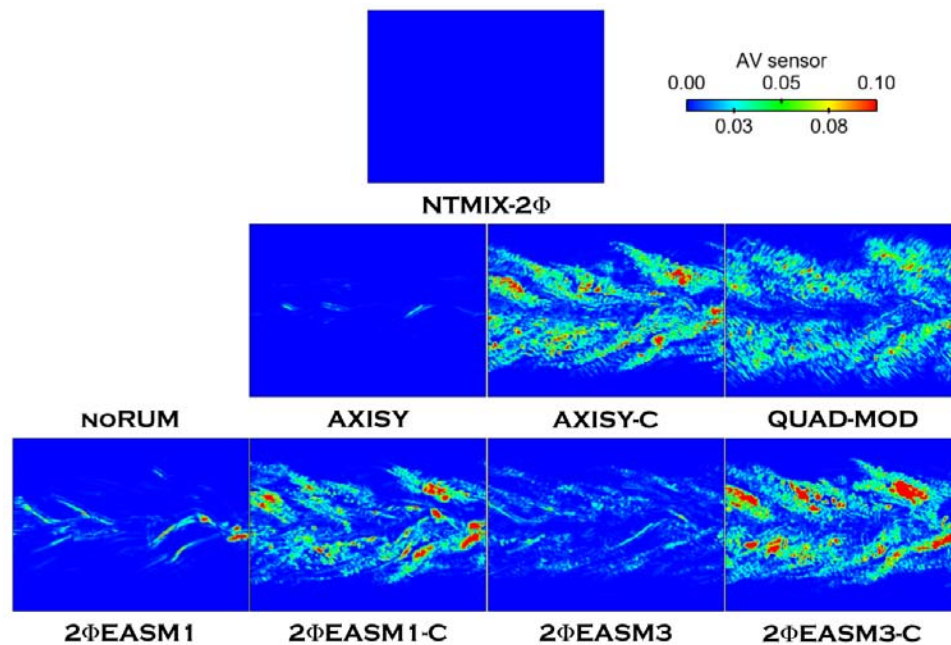 AV sensor
0.00 0.05 0.10
0.03 0.08
NTMIX-2Φ
NORUM AXISY AXISY-C QUAD-MOD
2ΦEASM1 2ΦEASM1-C 2ΦEASM3 2ΦEASM3-C